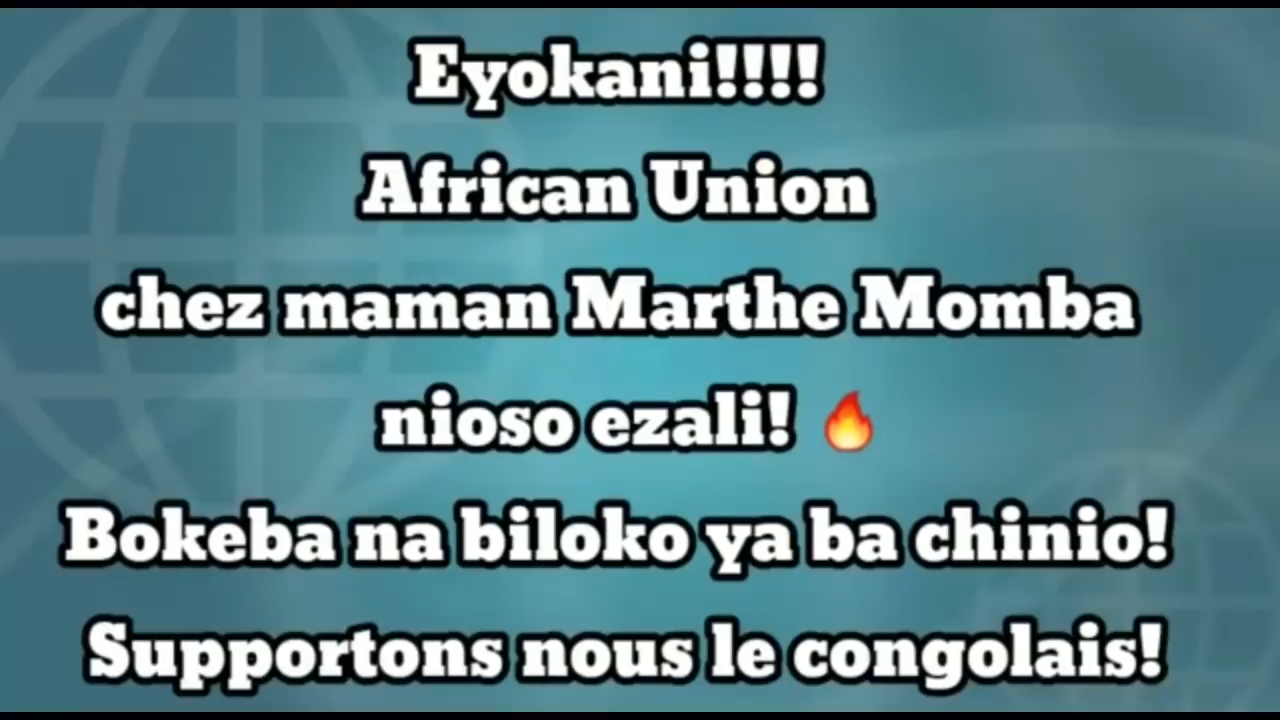 Eyokani!!!!
African Union
chez maman Marthe Momba
nioso ezali! 🔥
Bokeba na biloko ya ba chinio!
Supportons nous le congolais!